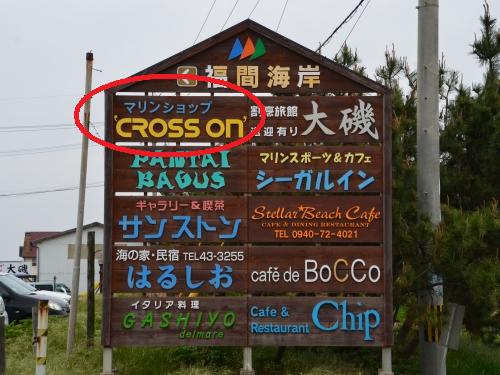 福間海岸
マリンショップ
CROSS ON
割烹旅館
送迎有り
大磯
PANTAI
BAGUS
マリンスポーツ&カフェ
シーガルイン
ギャラリー&喫茶
サンストン
Stellar Beach Cafe
CAFE & DINING RESTAURANT
TEL 0940-72-4021
海の家・民宿 TEL43-3255
はるしお
café de BoCCo
イタリア料理
GASHIYO
delmare
Cafe &
Restaurant
Chip
大磯